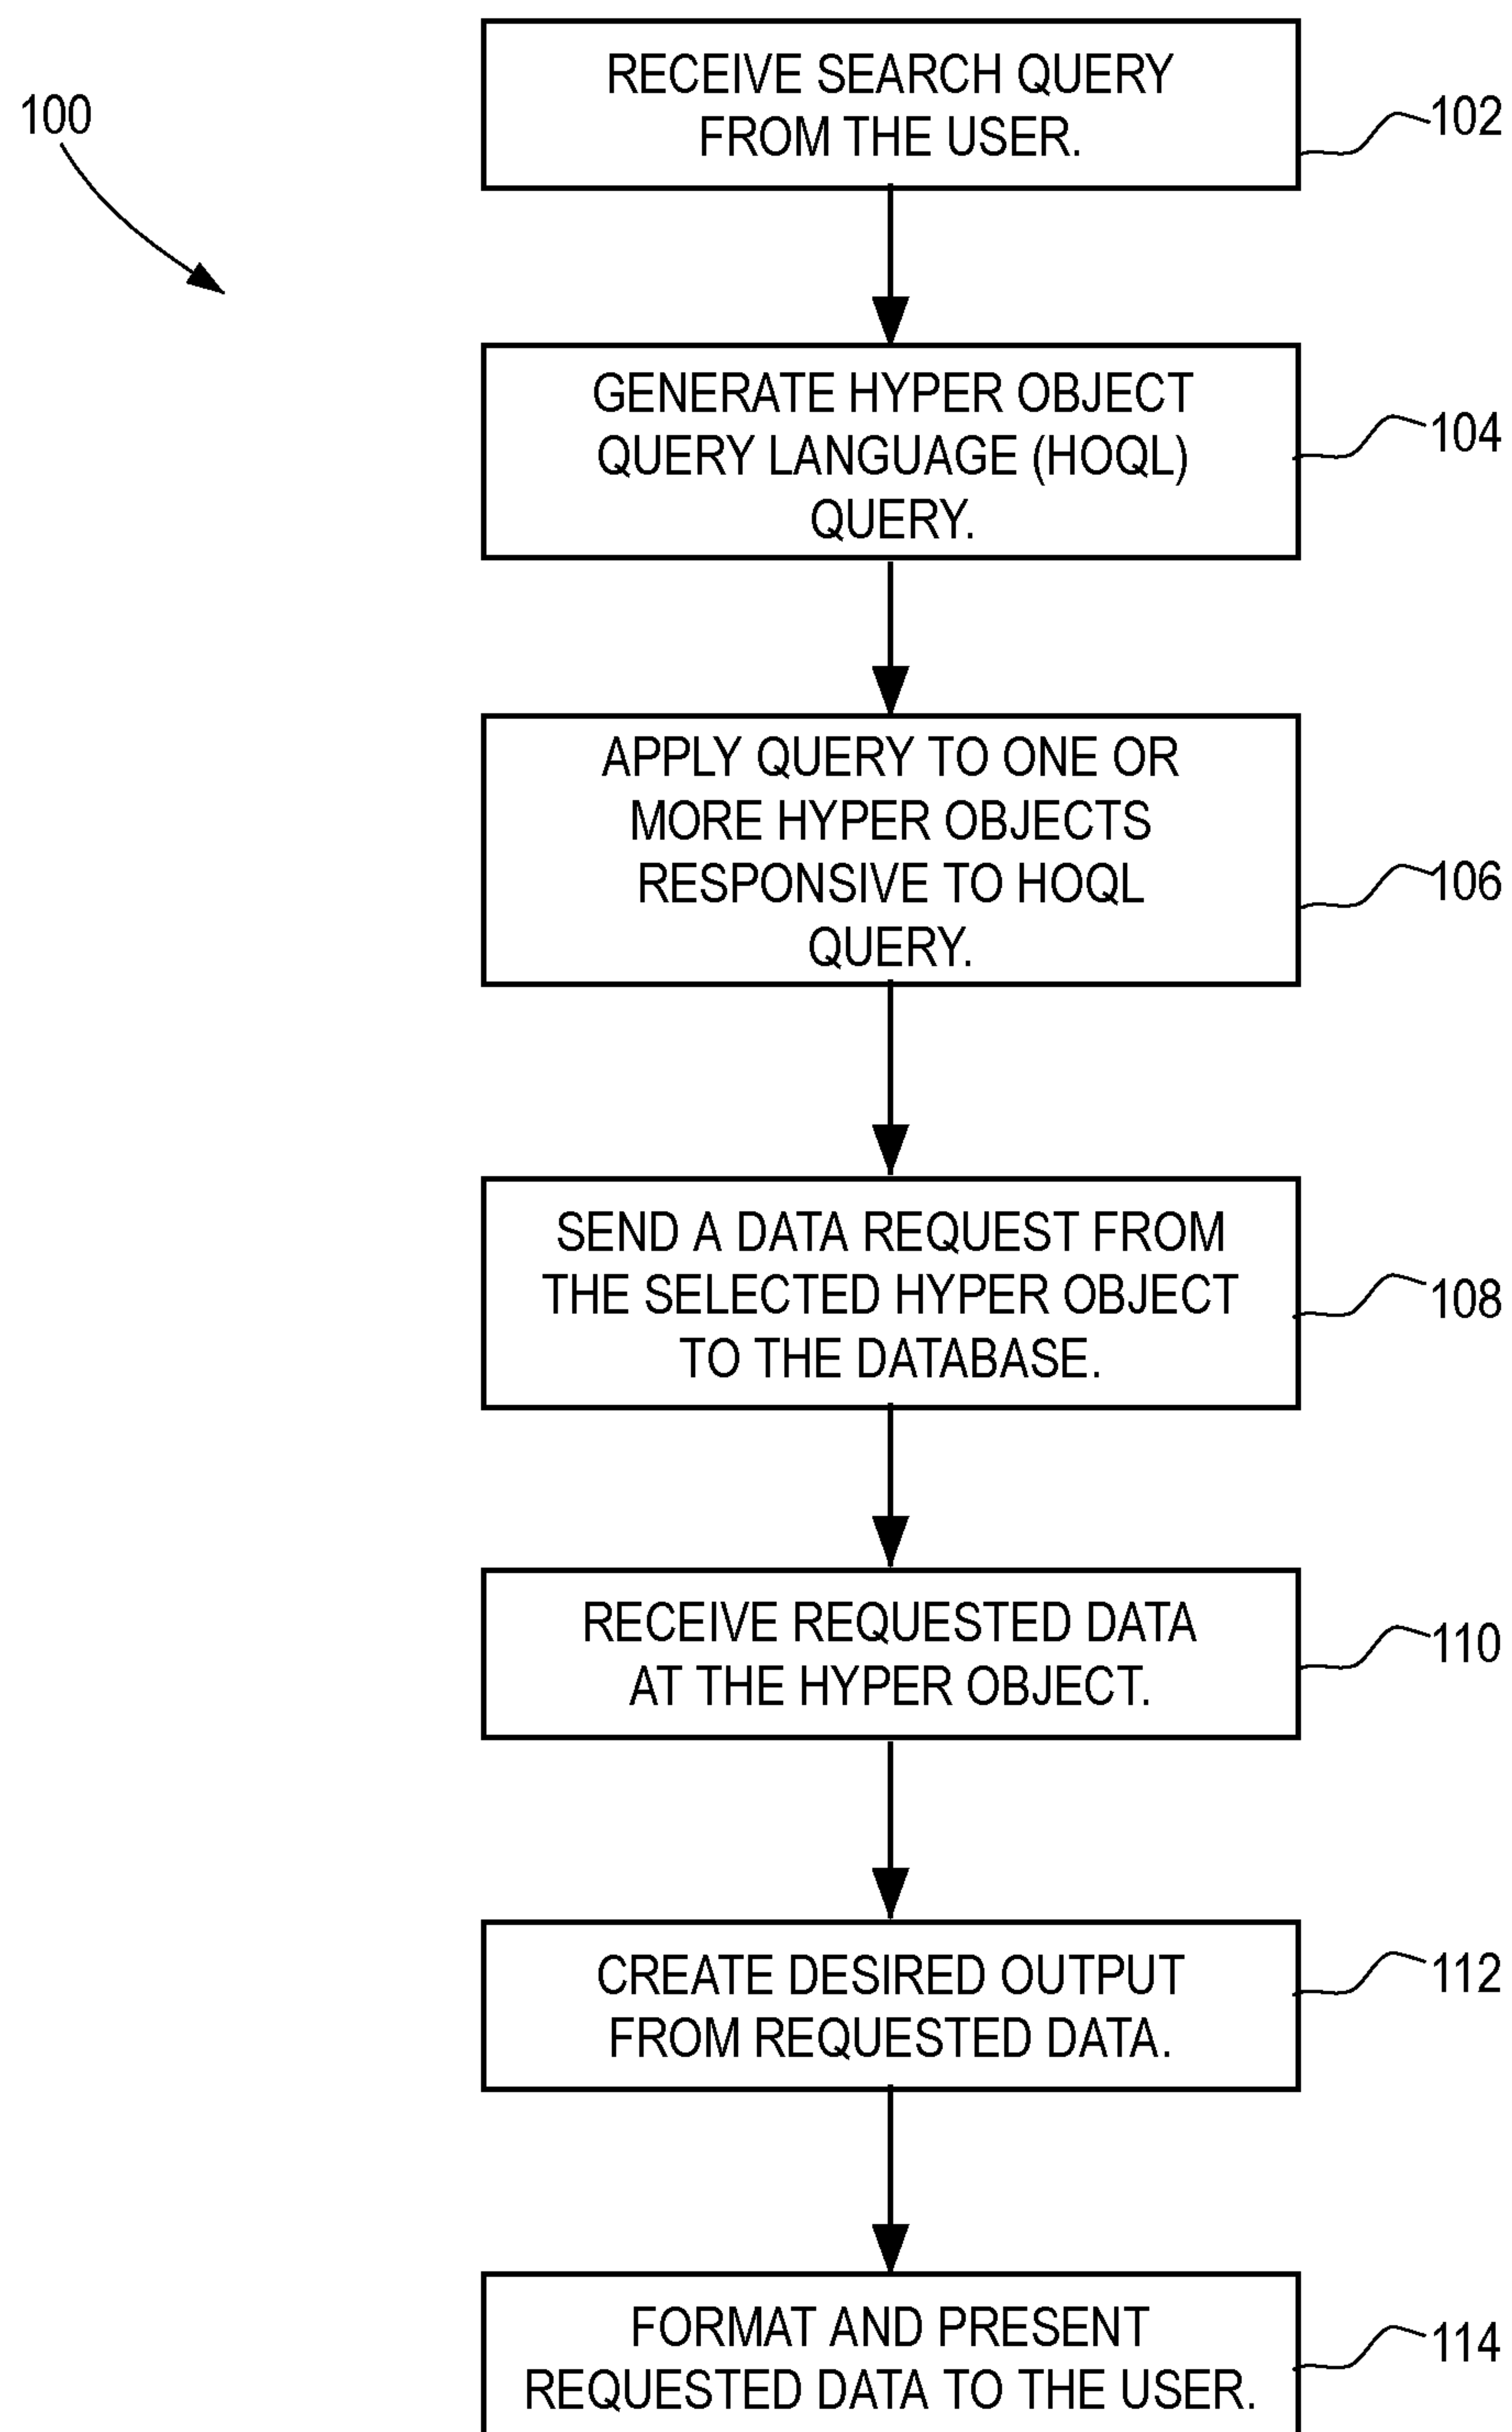 100
RECEIVE SEARCH QUERY
FROM THE USER.
102
GENERATE HYPER OBJECT
QUERY LANGUAGE (HOQL)
QUERY.
104
APPLY QUERY TO ONE OR
MORE HYPER OBJECTS
RESPONSIVE TO HOQL
QUERY.
106
SEND A DATA REQUEST FROM
THE SELECTED HYPER OBJECT
TO THE DATABASE.
108
RECEIVE REQUESTED DATA
AT THE HYPER OBJECT.
110
CREATE DESIRED OUTPUT
FROM REQUESTED DATA.
112
FORMAT AND PRESENT
REQUESTED DATA TO THE USER.
114